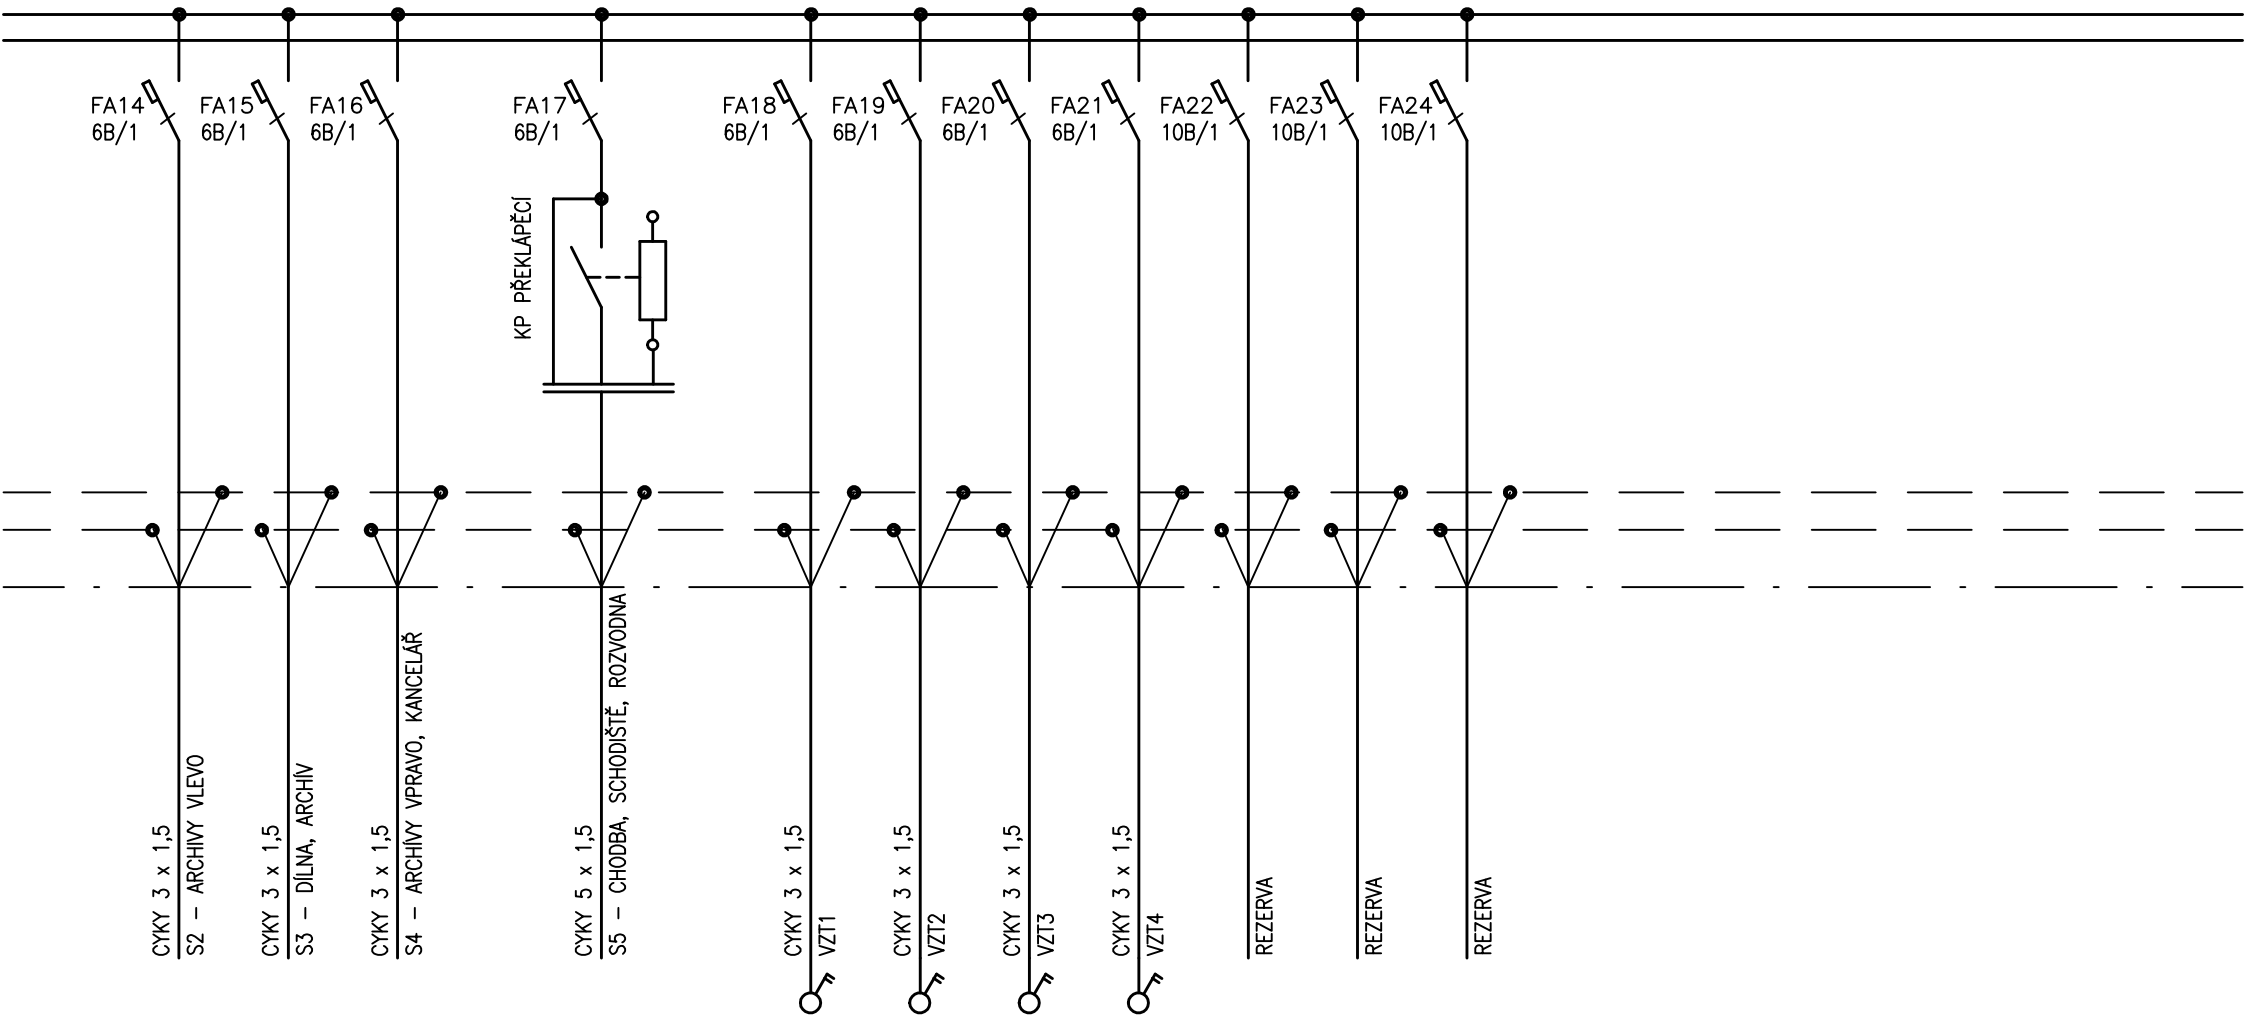 FA14
6B/1
FA15
6B/1
FA16
6B/1
FA17
6B/1
FA18
6B/1
FA19
6B/1
FA20
6B/1
FA21
6B/1
FA22
10B/1
FA23
10B/1
FA24
10B/1
KP PŘEKLÁPĚCÍ
CYKY 3 x 1,5
S2 – ARCHIVY VLEVO
CYKY 3 x 1,5
S3 – DÍLNA, ARCHÍV
CYKY 3 x 1,5
S4 – ARCHÍVY VPRAVO, KANCELÁŘ
CYKY 5 x 1,5
S5 – CHODBA, SCHODIŠTĚ, ROZVODNA
CYKY 3 x 1,5
VZT1
CYKY 3 x 1,5
VZT2
CYKY 3 x 1,5
VZT3
CYKY 3 x 1,5
VZT4
REZERVA
REZERVA
REZERVA